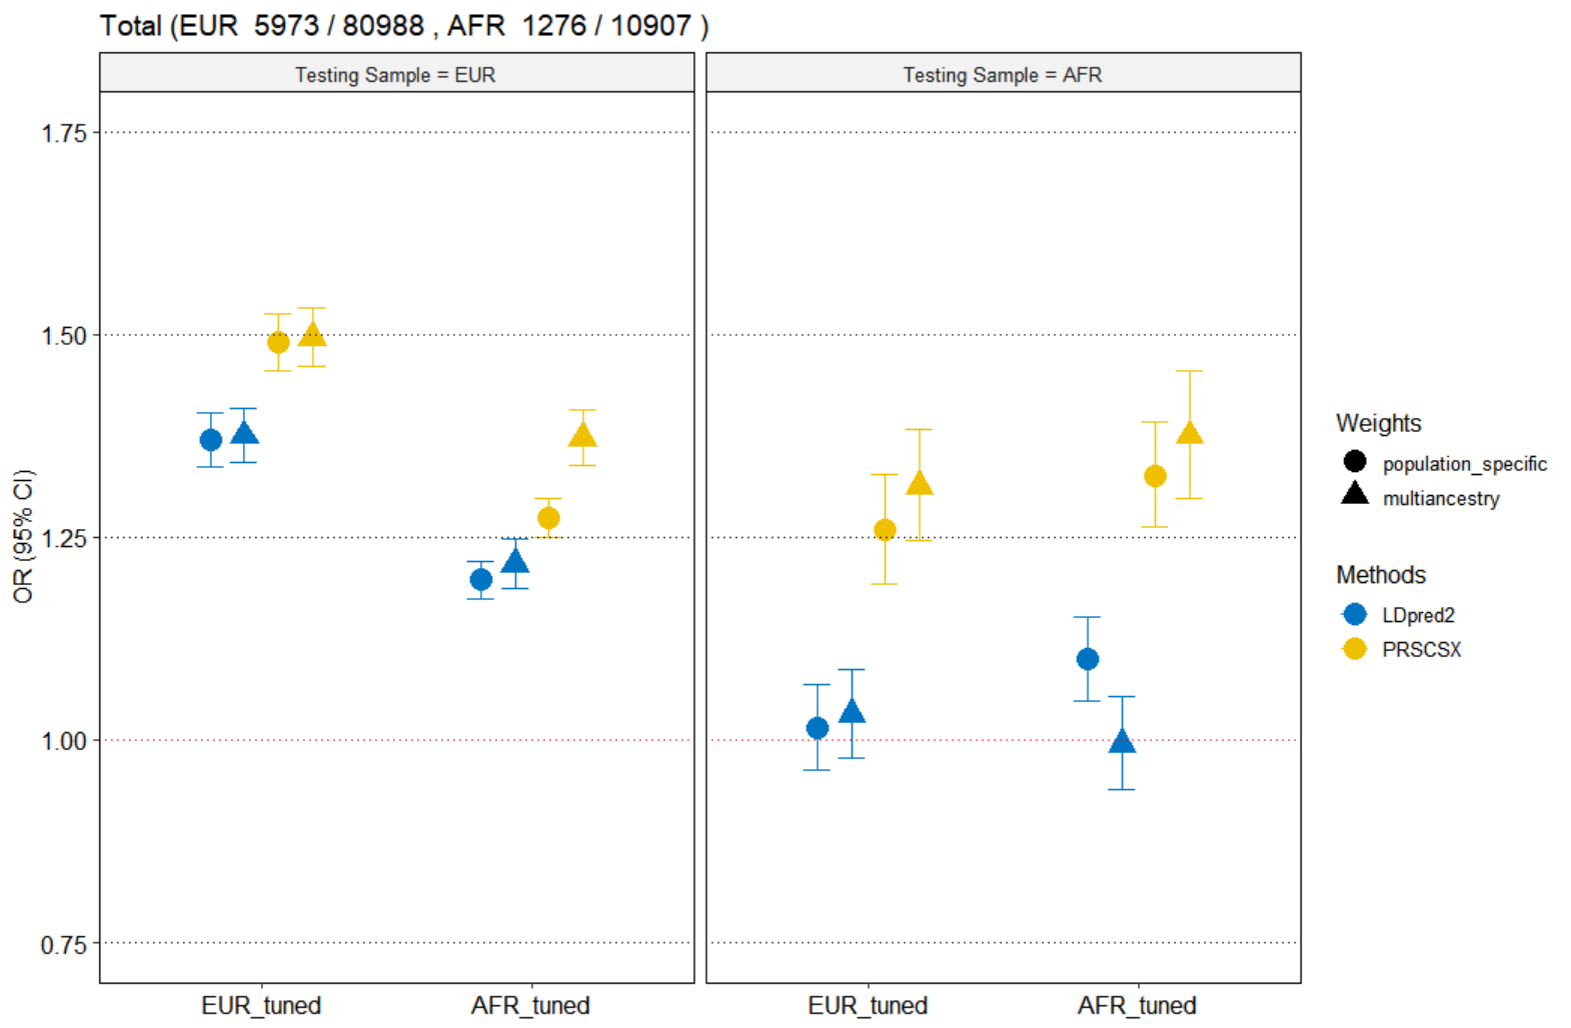 Total (EUR  5973 / 80988 , AFR  1276 / 10907 )
Testing Sample = EUR
Testing Sample = AFR
OR (95% CI)
1.75
1.50
1.25
1.00
0.75
EUR_tuned
AFR_tuned
EUR_tuned
AFR_tuned
Weights
population_specific
multiancestry
Methods
LDpred2
PRSCSX